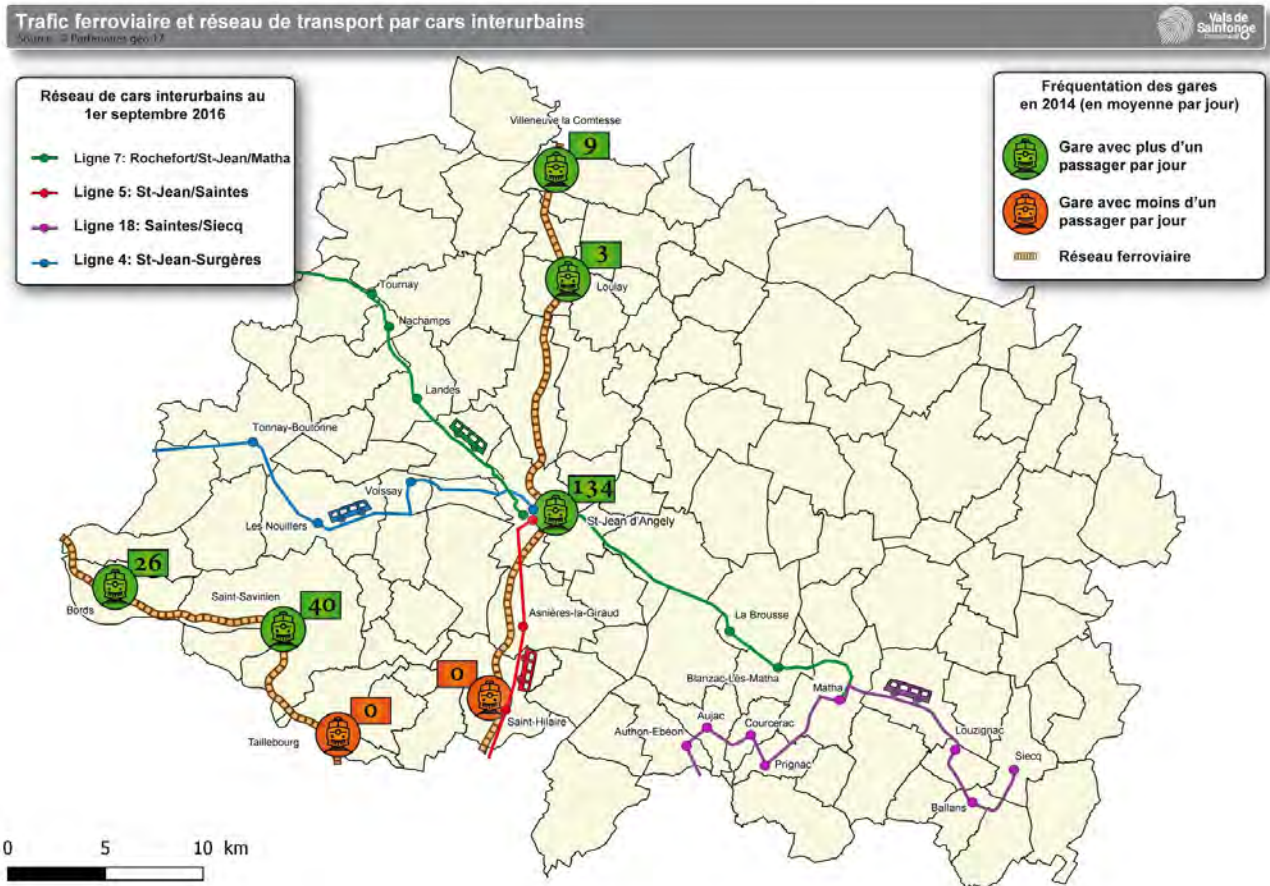 Trafic ferroviaire et réseau de transport par cars interurbains
Source: © Partenaires géo 17
Vals de
Saintonge
Réseau de cars interurbains au
1er septembre 2016
Ligne 7: Rochefort/St-Jean/Matha
Ligne 5: St-Jean/Saintes
Ligne 18: Saintes/Siecq
Ligne 4: St-Jean-Surgères
Fréquentation des gares
en 2014 (en moyenne par jour)
Gare avec plus d'un
passager par jour
Gare avec moins d'un
passager par jour
Réseau ferroviaire
Villeneuve la Comtesse
9
3
Loulay
Tournay
Nachamps
Landes
Tonnay-Boutonne
Voissay
Les Nouillers
134
St-Jean d'Angely
26
Bords
Saint-Savinien
40
Asnières-la-Giraud
La Brousse
0
Saint-Hilaire
Blanzac-Lès-Matha
Matha
0
Taillebourg
Authon-Ebéon
Aujac
Courcerac
Prignac
Louzignac
Siecq
Ballans
0 5 10 km